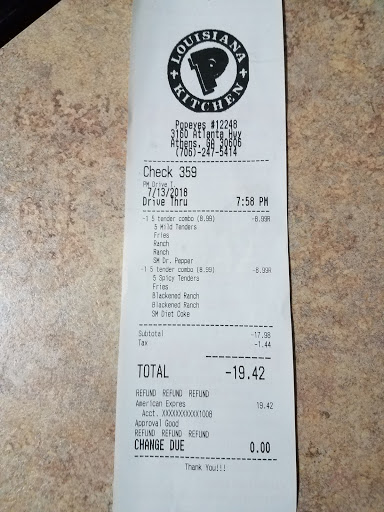 LOUISIANA
P
KITCHEN
Popeyes #12248
3160 Atlanta Hwy
Athens, GA 30606
(706)-247-5414
Check 359
PM Drive T
7/13/2018
Drive Thru 7:58 PM
-1 5 tender combo (8.99) -8.99R
5 Mild Tenders
Fries
Ranch
Ranch
SM Dr. Pepper
-1 5 tender combo (8.99) -8.99R
5 Spicy Tenders
Fries
Blackened Ranch
Blackened Ranch
SM Diet Coke
Subtotal -17.98
Tax -1.44
TOTAL -19.42
REFUND REFUND REFUND
American Expres 19.42
Acct. XXXXXXXXXXX1008
Approval Good
REFUND REFUND REFUND
CHANGE DUE 0.00
Thank You!!!